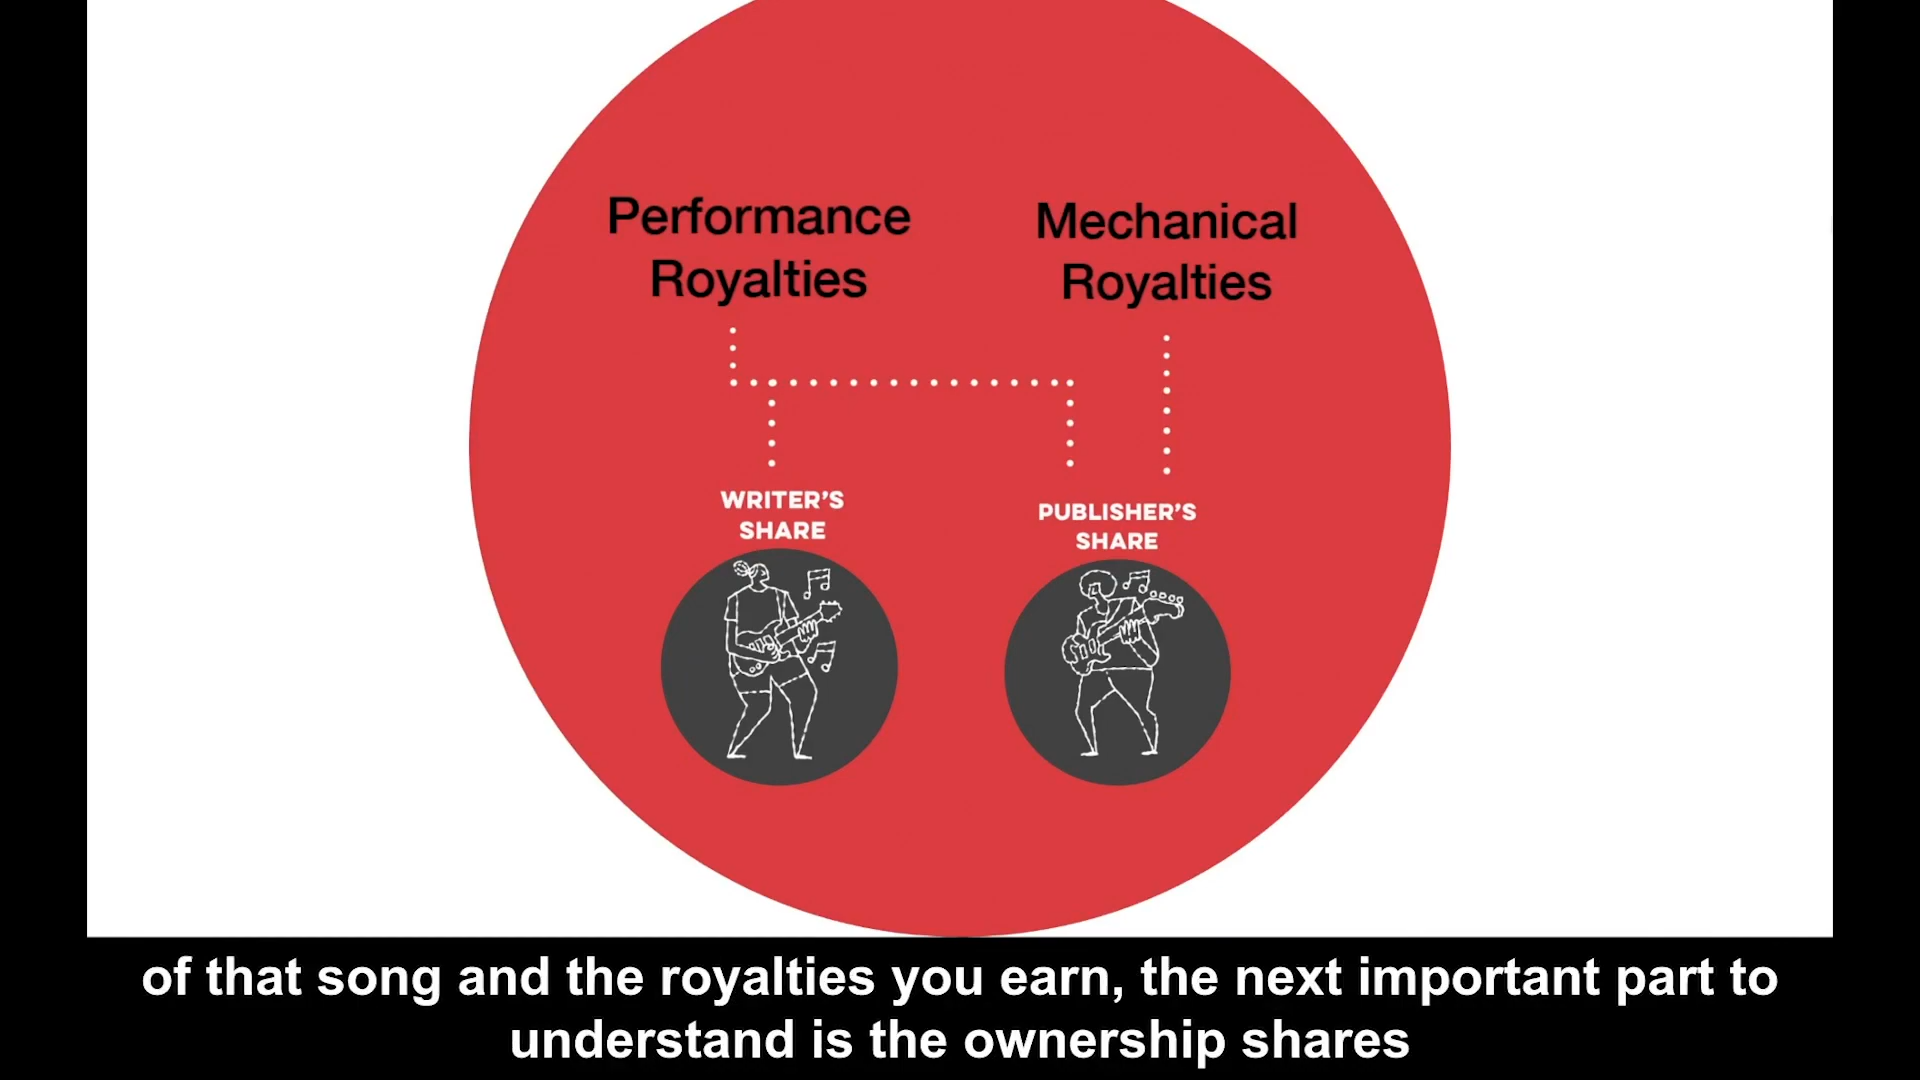 Performance
Royalties
Mechanical
Royalties
WRITER'S
SHARE
PUBLISHER'S
SHARE
of that song and the royalties you earn, the next important part to
understand is the ownership shares